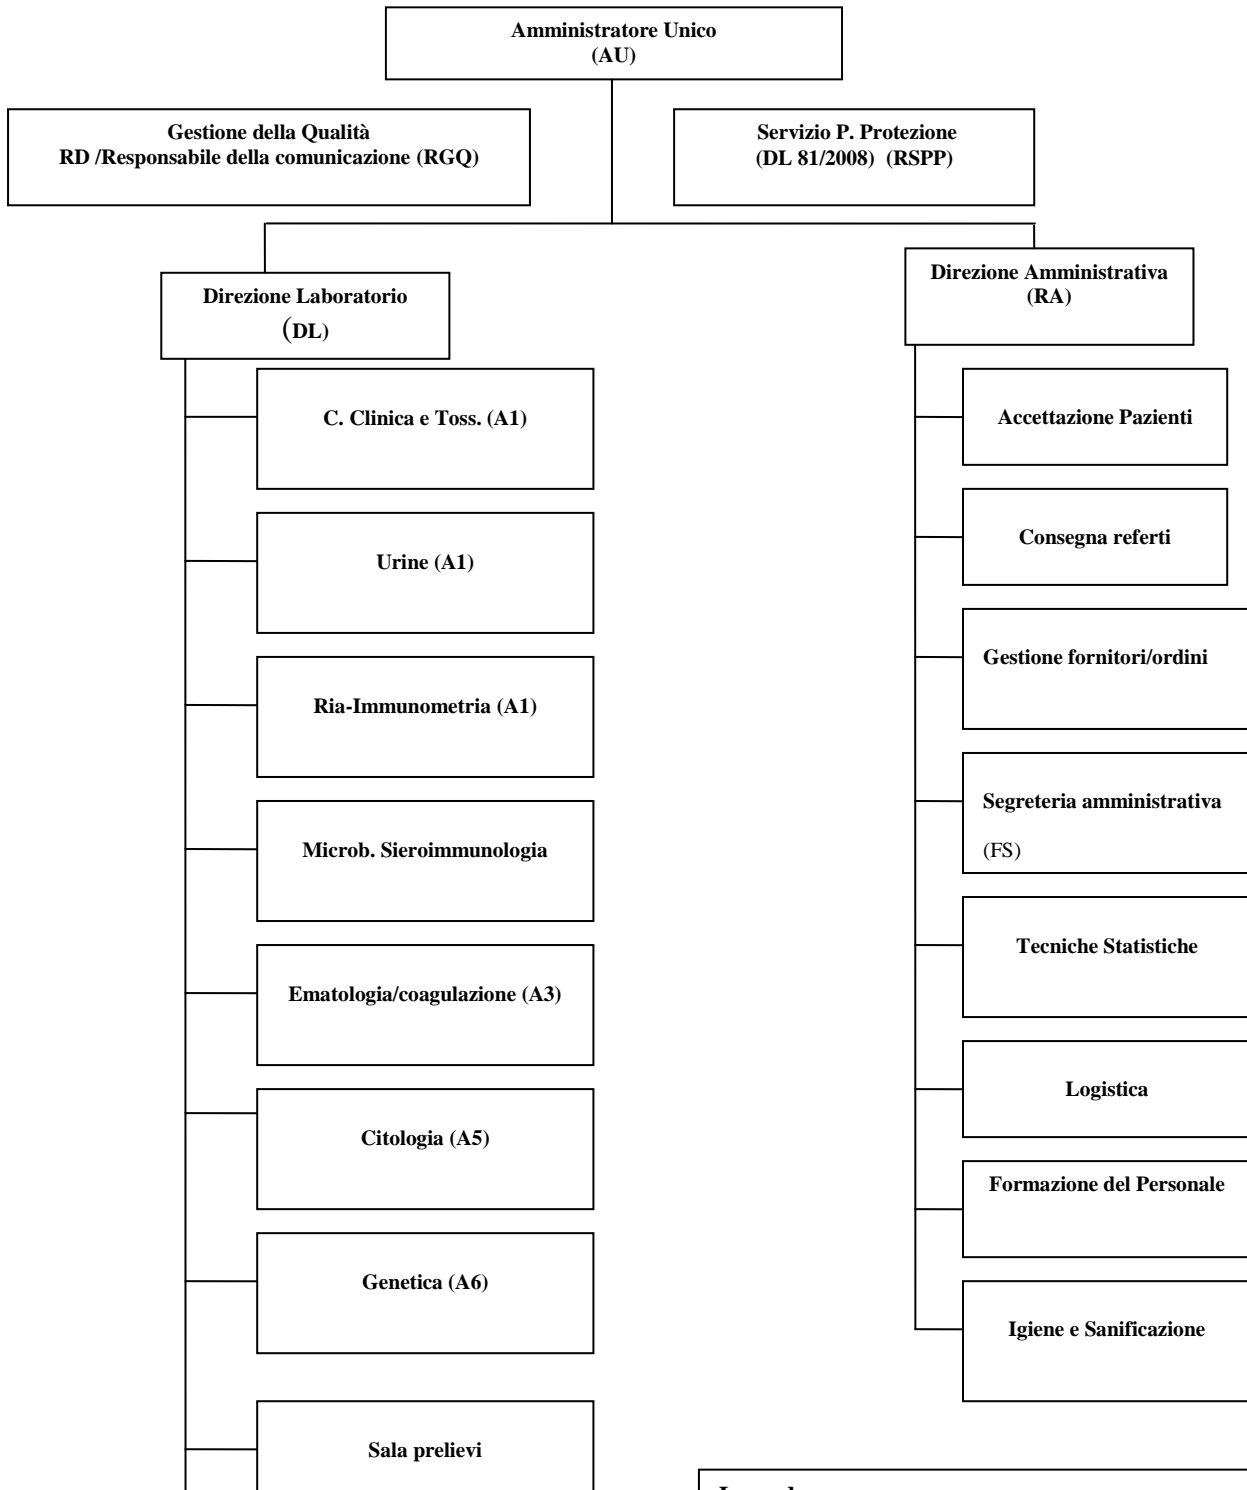 Amministratore Unico
(AU)
Gestione della Qualità
RD /Responsabile della comunicazione (RGQ)
Servizio P. Protezione
(DL 81/2008) (RSPP)
Direzione Laboratorio
(DL)
Direzione Amministrativa
(RA)
C. Clinica e Toss. (A1)
Urine (A1)
Ria-Immunometria (A1)
Microb. Sieroimmunologia
Ematologia/coagulazione (A3)
Citologia (A5)
Genetica (A6)
Sala prelievi
Accettazione Pazienti
Consegna referti
Gestione fornitori/ordini
Segreteria amministrativa
(FS)
Tecniche Statistiche
Logistica
Formazione del Personale
Igiene e Sanificazione